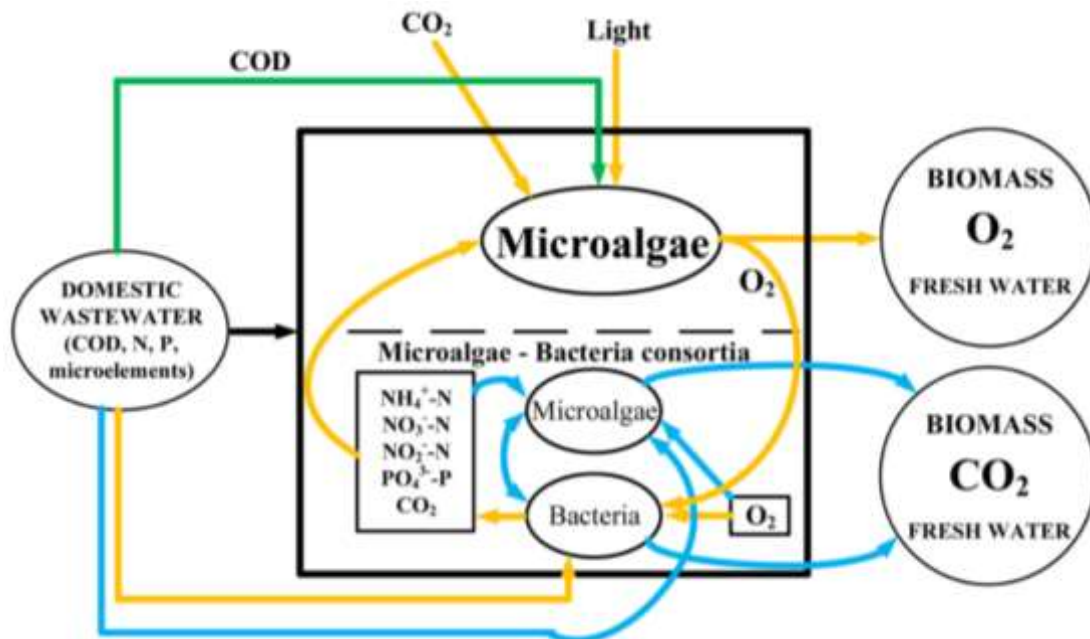 CO₂
Light
COD
Microalgae
O₂
BIOMASS
O₂
FRESH WATER
DOMESTIC
WASTEWATER
(COD, N, P,
microelements)
Microalgae - Bacteria consortia
NH₄⁺-N
NO₃⁻-N
NO₂⁻-N
PO₄³⁻-P
CO₂
Microalgae
Bacteria
O₂
BIOMASS
CO₂
FRESH WATER